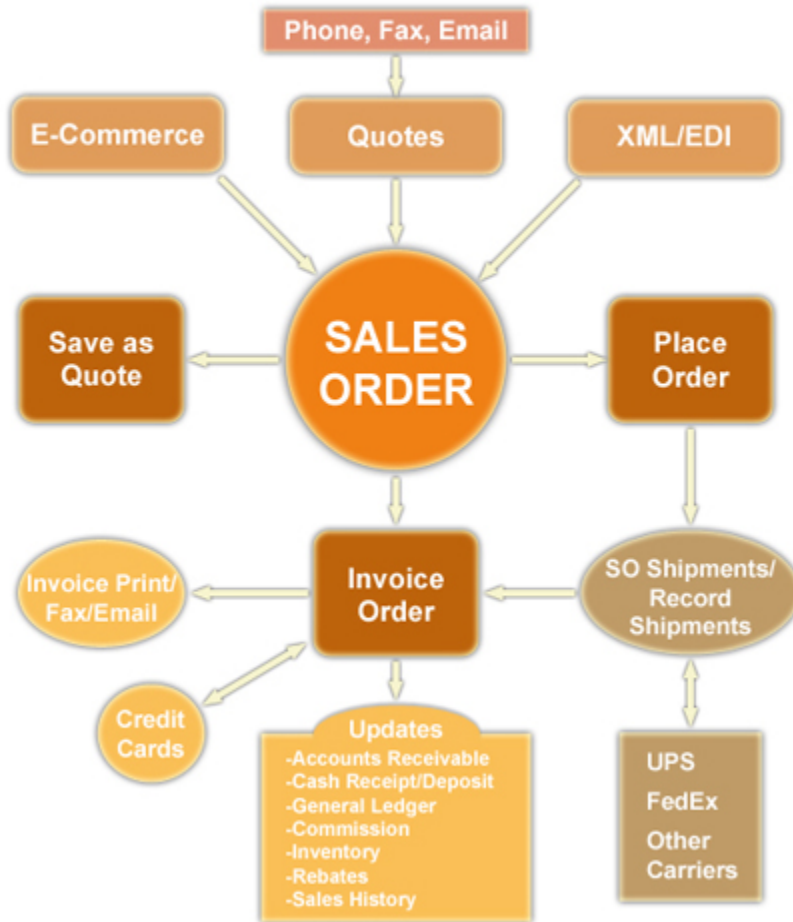 Phone, Fax, Email
E-Commerce
Quotes
XML/EDI
SALES
ORDER
Save as
Quote
Place
Order
Invoice Print/
Fax/Email
Invoice
Order
SO Shipments/
Record
Shipments
Credit
Cards
Updates
-Accounts Receivable
-Cash Receipt/Deposit
-General Ledger
-Commission
-Inventory
-Rebates
-Sales History
UPS
FedEx
Other
Carriers